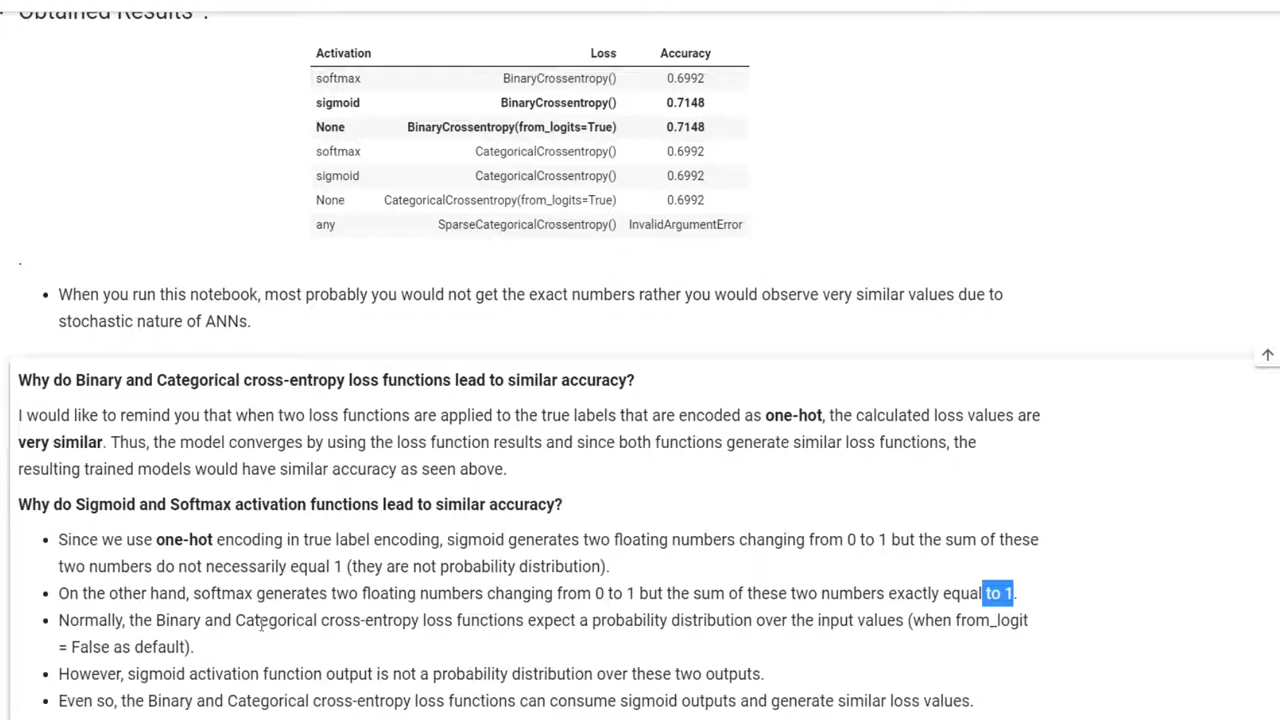 Obtained Results :
Activation Loss Accuracy
softmax BinaryCrossentropy() 0.6992
sigmoid BinaryCrossentropy() 0.7148
None BinaryCrossentropy(from_logits=True) 0.7148
softmax CategoricalCrossentropy() 0.6992
sigmoid CategoricalCrossentropy() 0.6992
None CategoricalCrossentropy(from_logits=True) 0.6992
any SparseCategoricalCrossentropy() InvalidArgumentError
.
• When you run this notebook, most probably you would not get the exact numbers rather you would observe very similar values due to
stochastic nature of ANNs.
Why do Binary and Categorical cross-entropy loss functions lead to similar accuracy?
I would like to remind you that when two loss functions are applied to the true labels that are encoded as one-hot, the calculated loss values are
very similar. Thus, the model converges by using the loss function results and since both functions generate similar loss functions, the
resulting trained models would have similar accuracy as seen above.
Why do Sigmoid and Softmax activation functions lead to similar accuracy?
• Since we use one-hot encoding in true label encoding, sigmoid generates two floating numbers changing from 0 to 1 but the sum of these
two numbers do not necessarily equal 1 (they are not probability distribution).
• On the other hand, softmax generates two floating numbers changing from 0 to 1 but the sum of these two numbers exactly equal to 1.
• Normally, the Binary and Categorical cross-entropy loss functions expect a probability distribution over the input values (when from_logit
= False as default).
• However, sigmoid activation function output is not a probability distribution over these two outputs.
• Even so, the Binary and Categorical cross-entropy loss functions can consume sigmoid outputs and generate similar loss values.